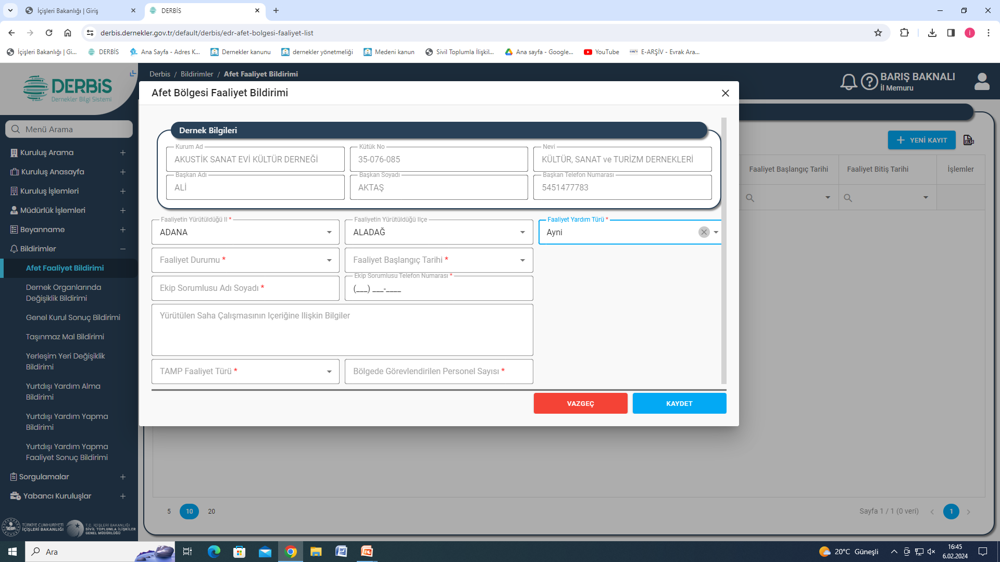 İçişleri Bakanlığı | Giriş
DERBİS
derbis.dernekler.gov.tr/default/derbis/edr-afet-bolgesi-faaliyet-list
I
İçişleri Bakanlığı | Gi...
DERBİS
Ana Sayfa - Adres K...
Dernekler kanunu
dernekler yönetmeliği
Medeni kanun
Sivil Toplumla İlişkil...
Ana sayfa - Google...
YouTube
E-ARŞİV - Evrak Ara...
DERBiS
Dernekler Bilgi Sistemi
Derbis / Bildirimler / Afet Faaliyet Bildirimi
BARIŞ BAKNALI
İl Memuru
Menü Arama
Kuruluş Arama
Kuruluş Anasayfa
Kuruluş İşlemleri
Müdürlük İşlemleri
Beyanname
Bildirimler
Afet Faaliyet Bildirimi
Dernek Organlarında
Değişiklik Bildirimi
Genel Kurul Sonuç Bildirimi
Taşınmaz Mal Bildirimi
Yerleşim Yeri Değişiklik
Bildirimi
Yurtdışı Yardım Alma
Bildirimi
Yurtdışı Yardım Yapma
Bildirimi
Yurtdışı Yardım Yapma
Faaliyet Sonuç Bildirimi
Sorgulamalar
Yabancı Kuruluşlar
TÜRKİYE CUMHURİYETİ
İÇİŞLERİ BAKANLIĞI
T.C. İÇİŞLERİ BAKANLIĞI
SİVİL TOPLUMLA İLİŞKİLER
GENEL MÜDÜRLÜĞÜ
Afet Bölgesi Faaliyet Bildirimi
Dernek Bilgileri
Kurum Ad
AKUSTİK SANAT EVİ KÜLTÜR DERNEĞİ
Kütük No
35-076-085
Nevi
KÜLTÜR, SANAT ve TURİZM DERNEKLERİ
Başkan Adı
ALİ
Başkan Soyadı
AKTAŞ
Başkan Telefon Numarası
5451477783
Faaliyetin Yürütüldüğü Il *
ADANA
Faaliyetin Yürütüldüğü Ilçe
ALADAĞ
Faaliyet Yardım Türü *
Ayni
Faaliyet Durumu *
Faaliyet Başlangıç Tarihi *
Ekip Sorumlusu Adı Soyadı *
Ekip Sorumlusu Telefon Numarası *
(___) ___-____
Yürütülen Saha Çalışmasının Içeriğine Ilişkin Bilgiler
TAMP Faaliyet Türü *
Bölgede Görevlendirilen Personel Sayısı *
VAZGEÇ
KAYDET
YENİ KAYIT
XLSX
Faaliyet Başlangıç Tarihi
Faaliyet Bitiş Tarihi
İşlemler
5
10
20
Sayfa 1 / 1 (0 veri)
1
Ara
20°C Güneşli
16:45
6.02.2024